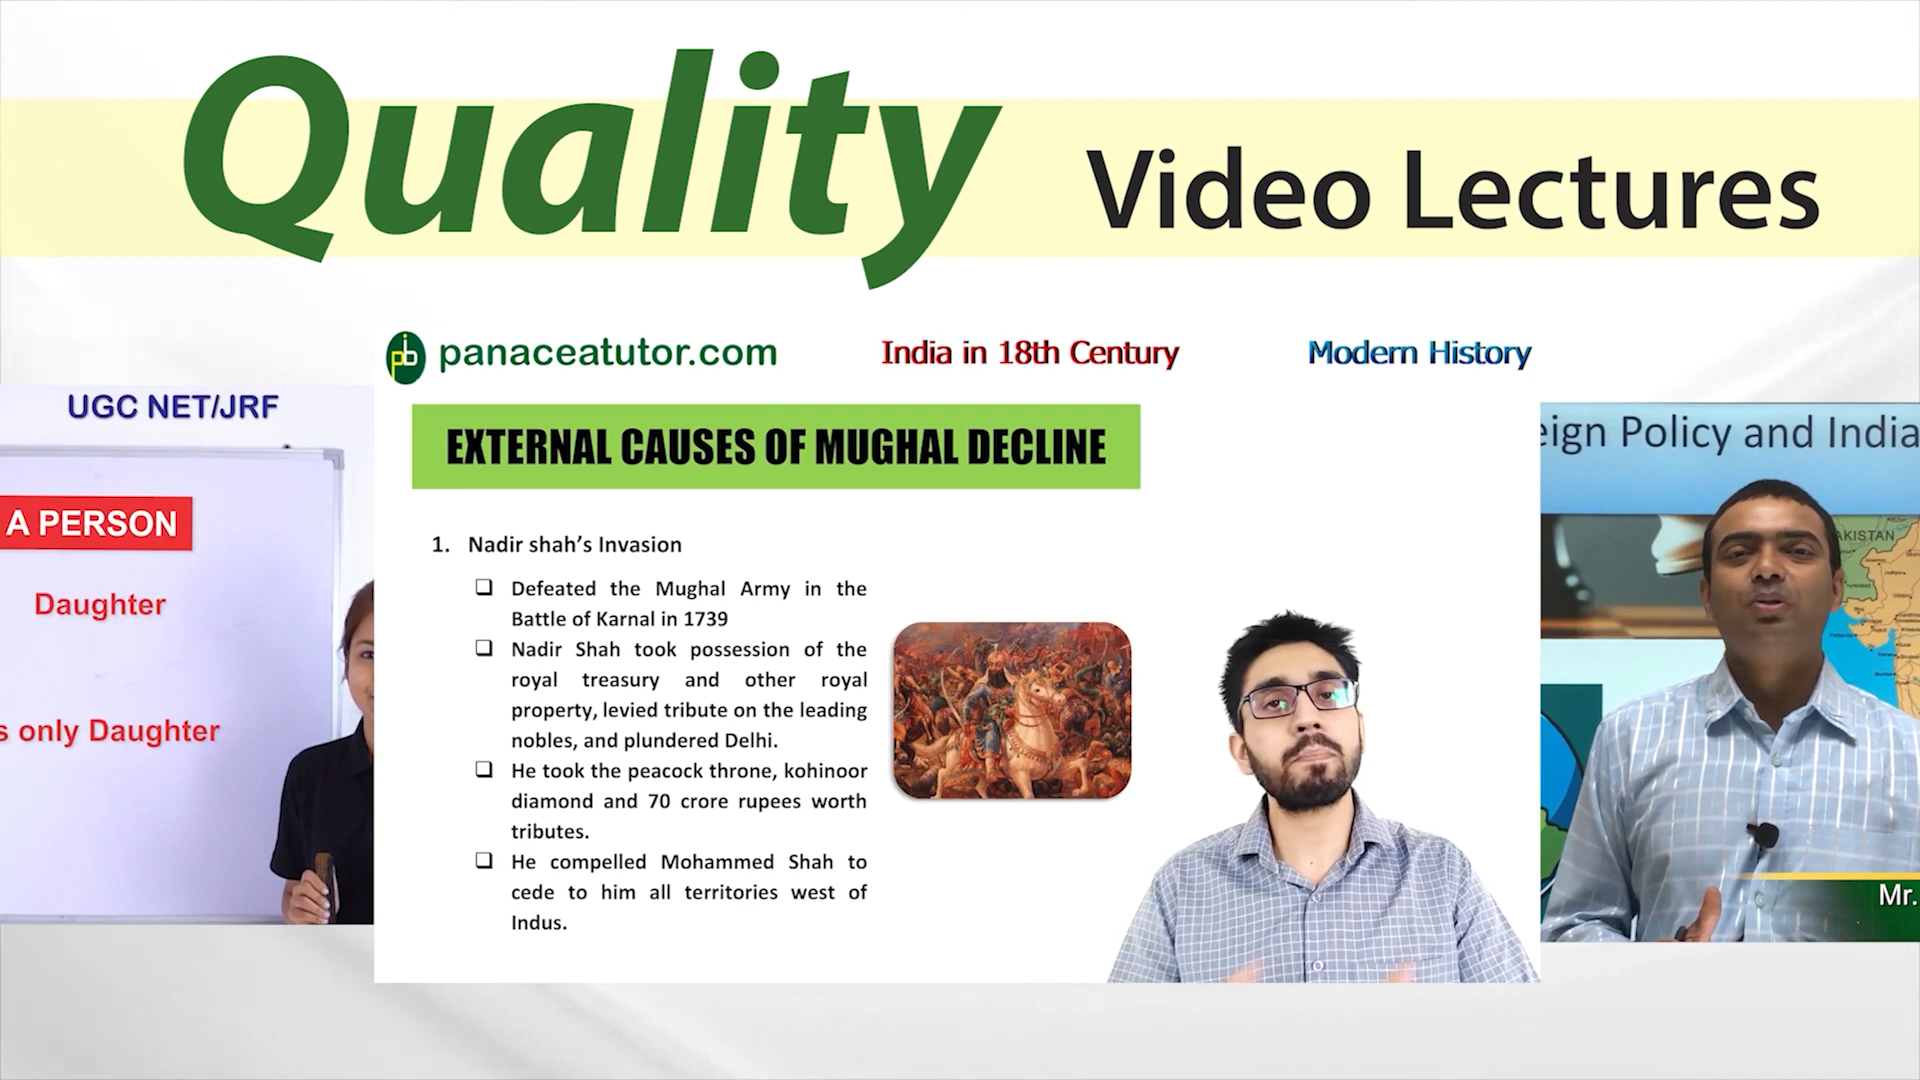 Quality Video Lectures
pb panaceatutor.com India in 18th Century Modern History
UGC NET/JRF
A PERSON
Daughter
s only Daughter
EXTERNAL CAUSES OF MUGHAL DECLINE
1. Nadir shah’s Invasion
❑ Defeated the Mughal Army in the
Battle of Karnal in 1739
❑ Nadir Shah took possession of the
royal treasury and other royal
property, levied tribute on the leading
nobles, and plundered Delhi.
❑ He took the peacock throne, kohinoor
diamond and 70 crore rupees worth
tributes.
❑ He compelled Mohammed Shah to
cede to him all territories west of
Indus.
eign Policy and India
AKISTAN
Mr.